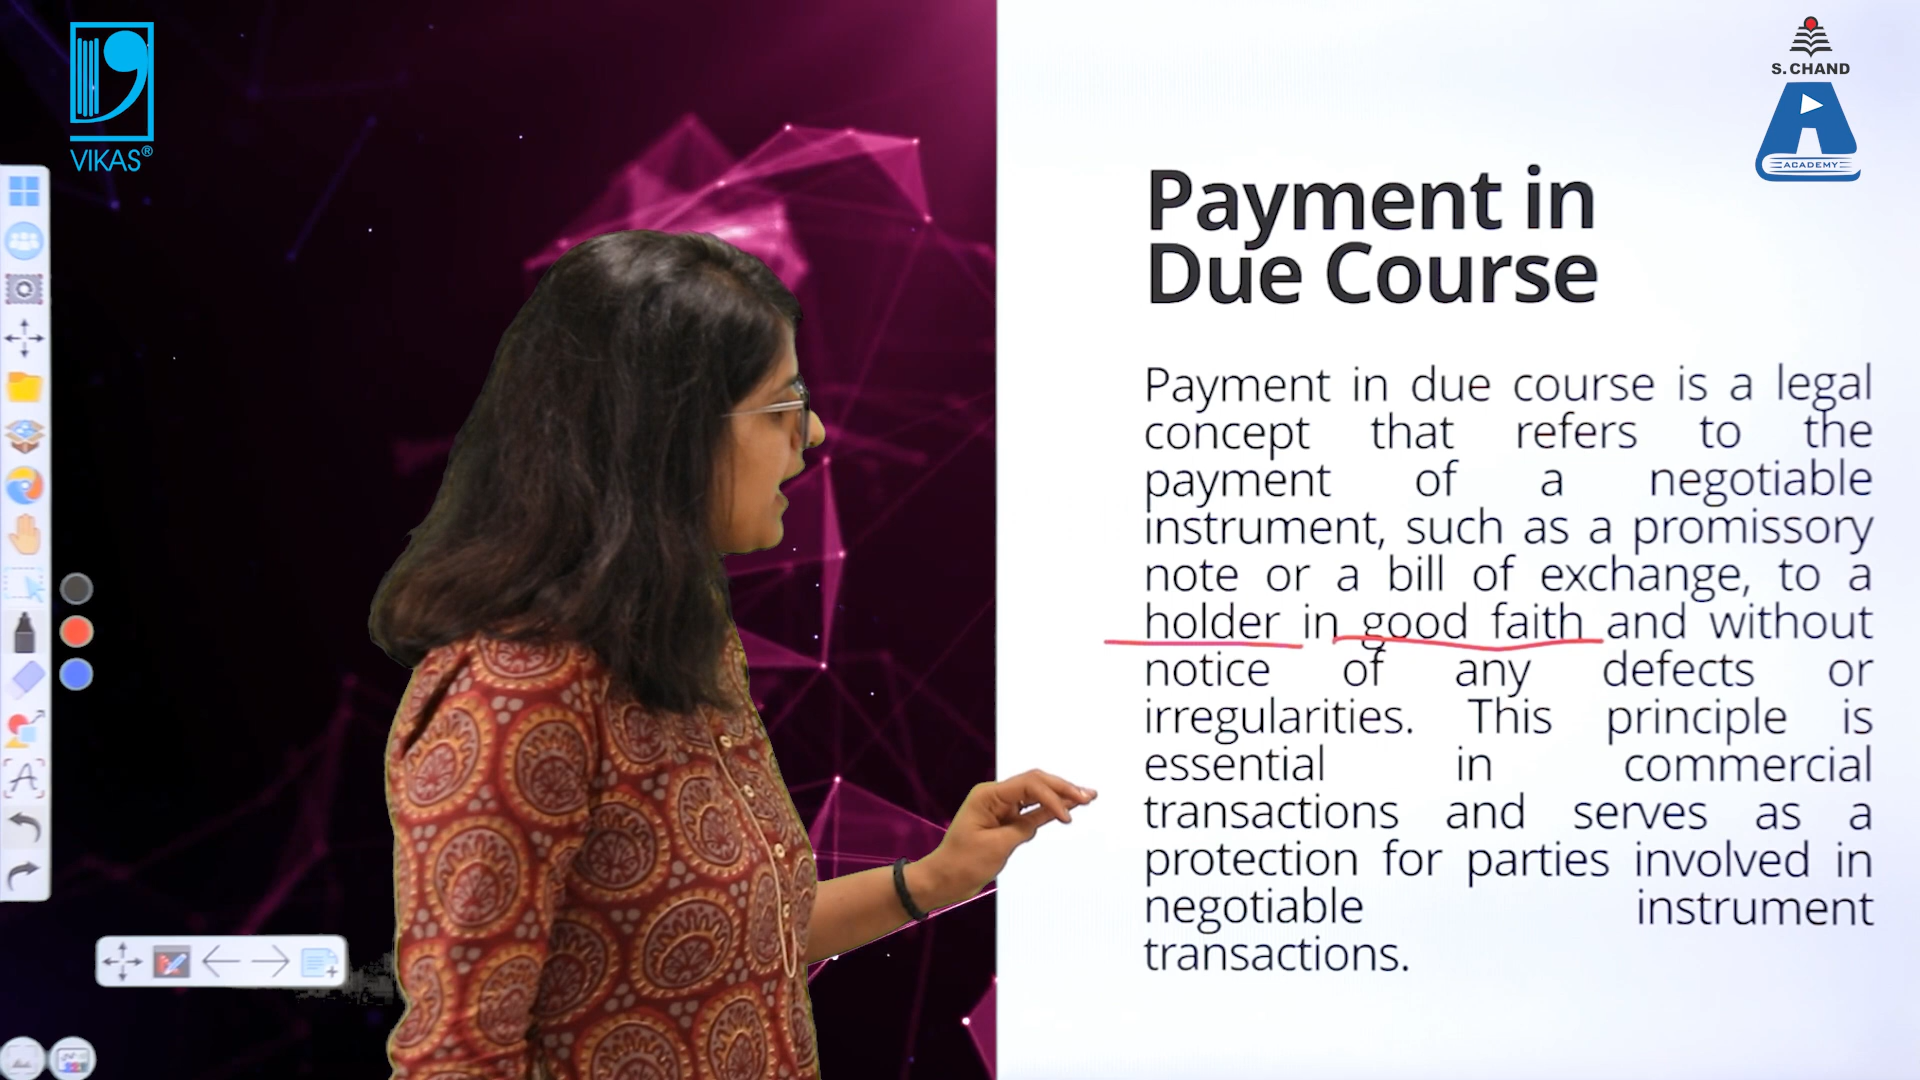 VIKAS®
S. CHAND
ACADEMY
Payment in
Due Course
Payment in due course is a legal
concept that refers to the
payment of a negotiable
instrument, such as a promissory
note or a bill of exchange, to a
holder in good faith and without
notice of any defects or
irregularities. This principle is
essential in commercial
transactions and serves as a
protection for parties involved in
negotiable instrument
transactions.